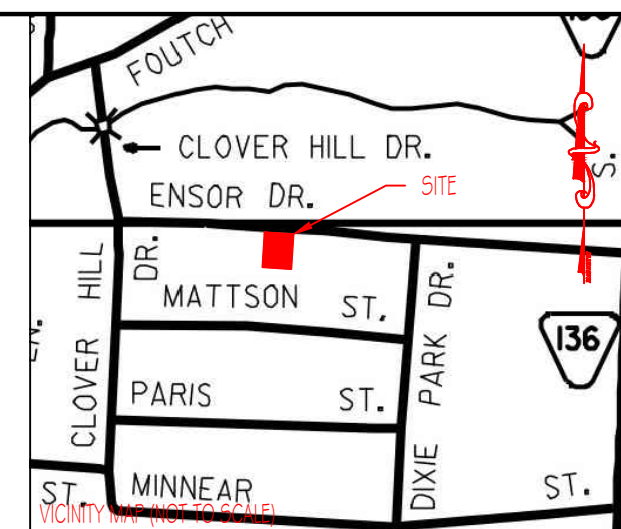 FOUTCH
CLOVER HILL DR.
ENSOR DR.
SITE
S.
CLOVER HILL DR.
MATTSON ST.
136
PARIS ST.
DIXIE PARK DR.
MINNEAR ST.
ST.
VICINITY MAP (NOT TO SCALE)